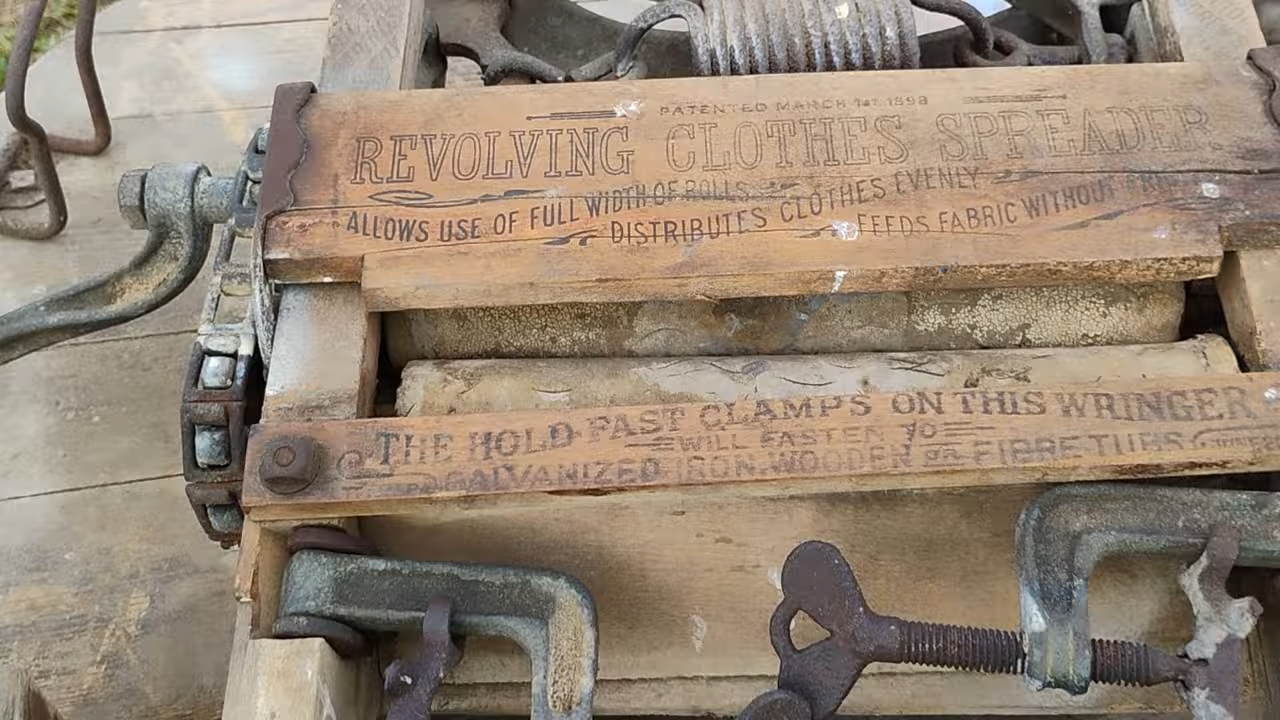 PATENTED MARCH 1st 1898
REVOLVING CLOTHES SPREADER
ALLOWS USE OF FULL WIDTH OF ROLLS
DISTRIBUTES CLOTHES EVENLY
FEEDS FABRIC WITHOUT
THE HOLD-FAST CLAMPS ON THIS WRINGER
WILL FASTEN TO
GALVANIZED IRON, WOODEN OR FIBRE TUBS